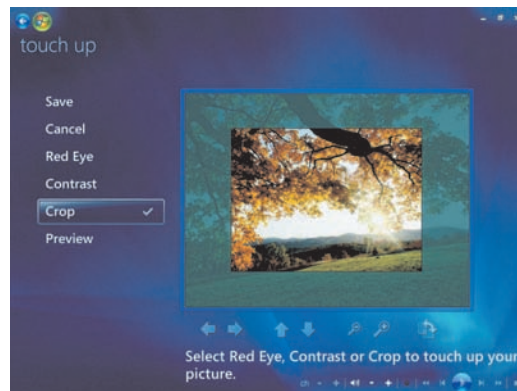 touch up
Save
Cancel
Red Eye
Contrast
Crop
Preview
Select Red Eye, Contrast or Crop to touch up your
picture.
ch - +